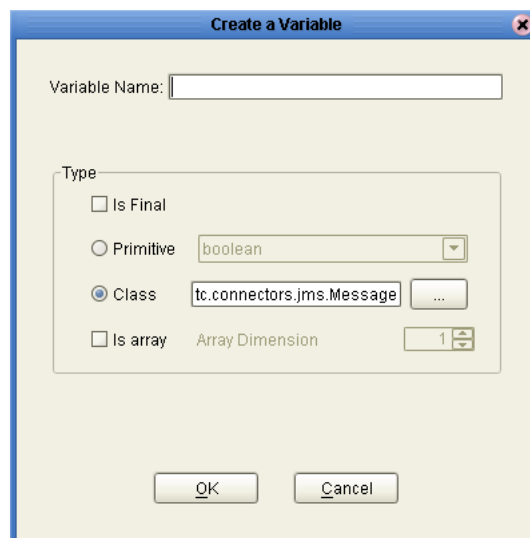 Create a Variable
Variable Name:
Type
Is Final
Primitive boolean
Class tc.connectors.jms.Message ...
Is array Array Dimension 1
OK Cancel